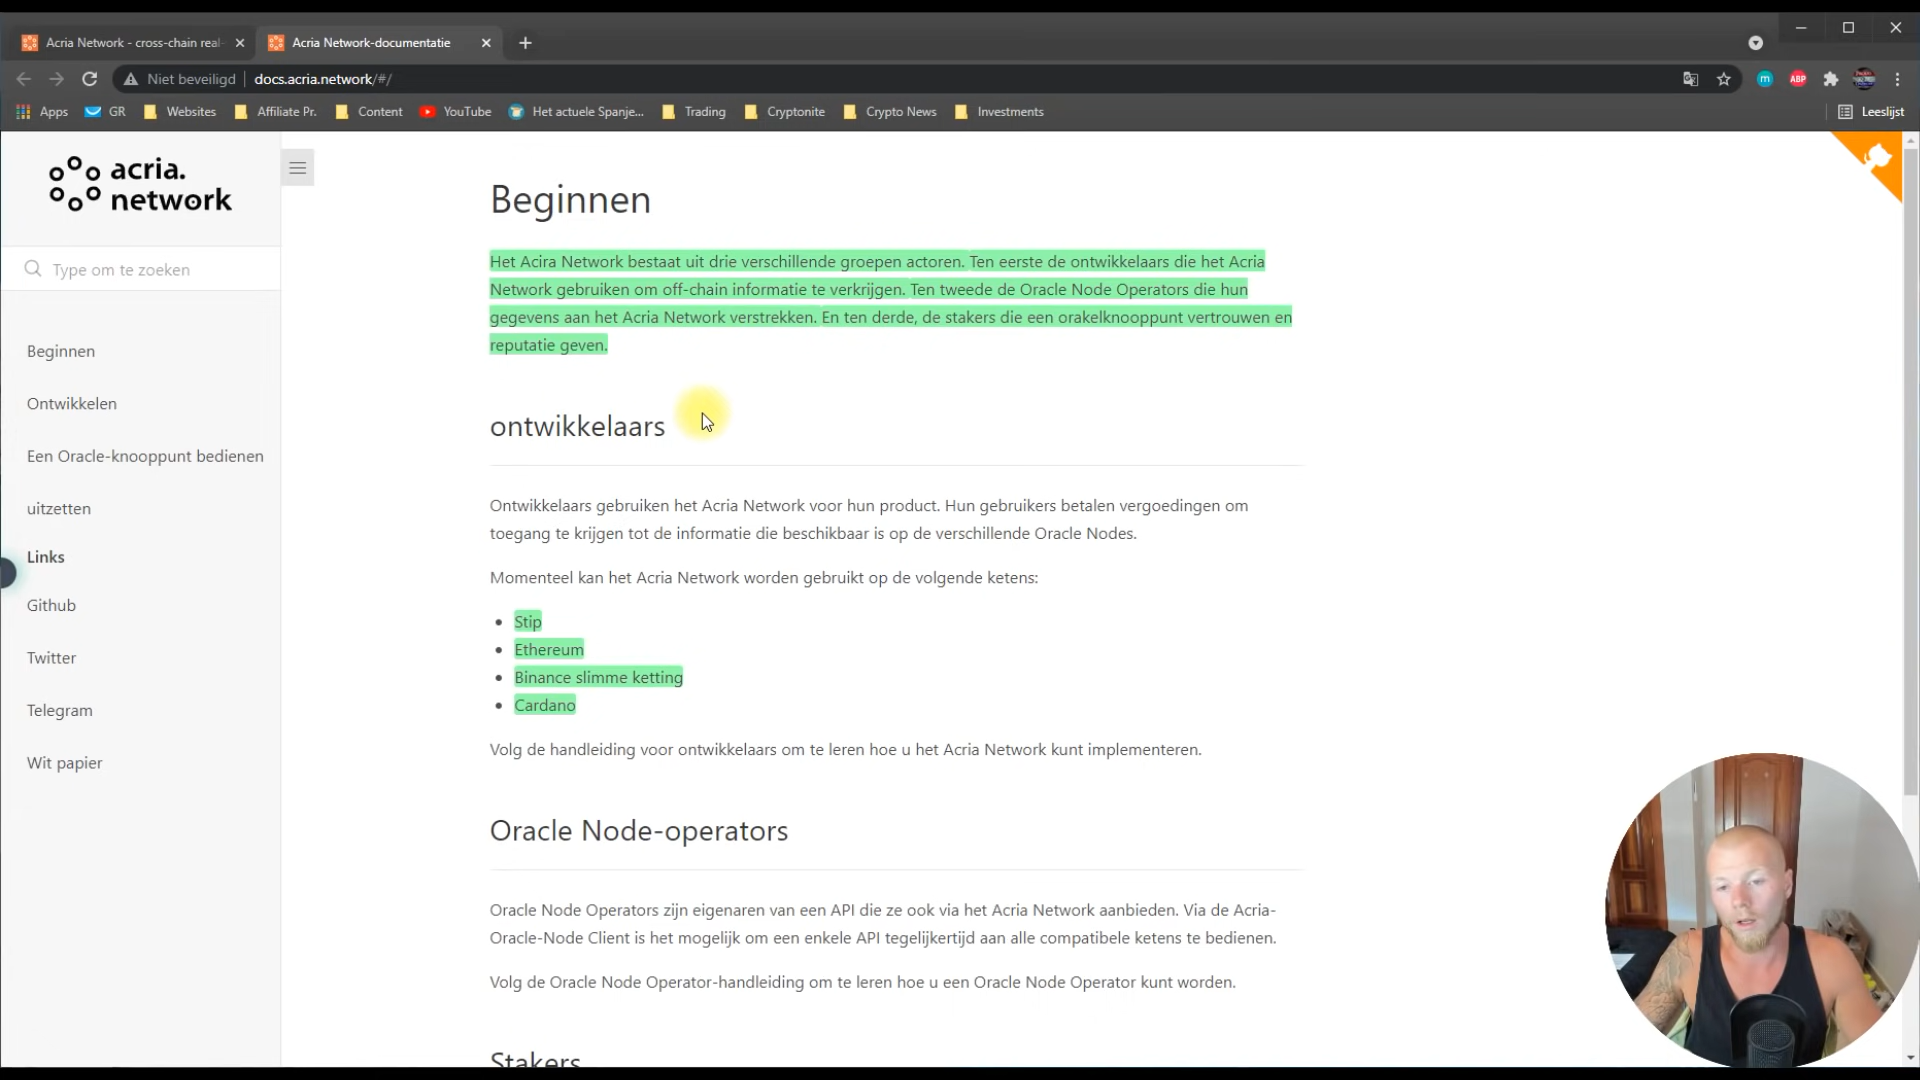 Acria Network - cross-chain real-
Acria Network-documentatie
Niet beveiligd
docs.acria.network/#/
m
ABP
Apps
GR
Websites
Affiliate Pr.
Content
YouTube
Het actuele Spanje...
Trading
Cryptonite
Crypto News
Investments
Leeslijst
acria.
network
Type om te zoeken
Beginnen
Ontwikkelen
Een Oracle-knooppunt bedienen
uitzetten
Links
Github
Twitter
Telegram
Wit papier
Beginnen
Het Acira Network bestaat uit drie verschillende groepen actoren. Ten eerste de ontwikkelaars die het Acria
Network gebruiken om off-chain informatie te verkrijgen. Ten tweede de Oracle Node Operators die hun
gegevens aan het Acria Network verstrekken. En ten derde, de stakers die een orakelknooppunt vertrouwen en
reputatie geven.
ontwikkelaars
Ontwikkelaars gebruiken het Acria Network voor hun product. Hun gebruikers betalen vergoedingen om
toegang te krijgen tot de informatie die beschikbaar is op de verschillende Oracle Nodes.
Momenteel kan het Acria Network worden gebruikt op de volgende ketens:
• Stip
• Ethereum
• Binance slimme ketting
• Cardano
Volg de handleiding voor ontwikkelaars om te leren hoe u het Acria Network kunt implementeren.
Oracle Node-operators
Oracle Node Operators zijn eigenaren van een API die ze ook via het Acria Network aanbieden. Via de Acria-
Oracle-Node Client is het mogelijk om een enkele API tegelijkertijd aan alle compatibele ketens te bedienen.
Volg de Oracle Node Operator-handleiding om te leren hoe u een Oracle Node Operator kunt worden.
Stakers